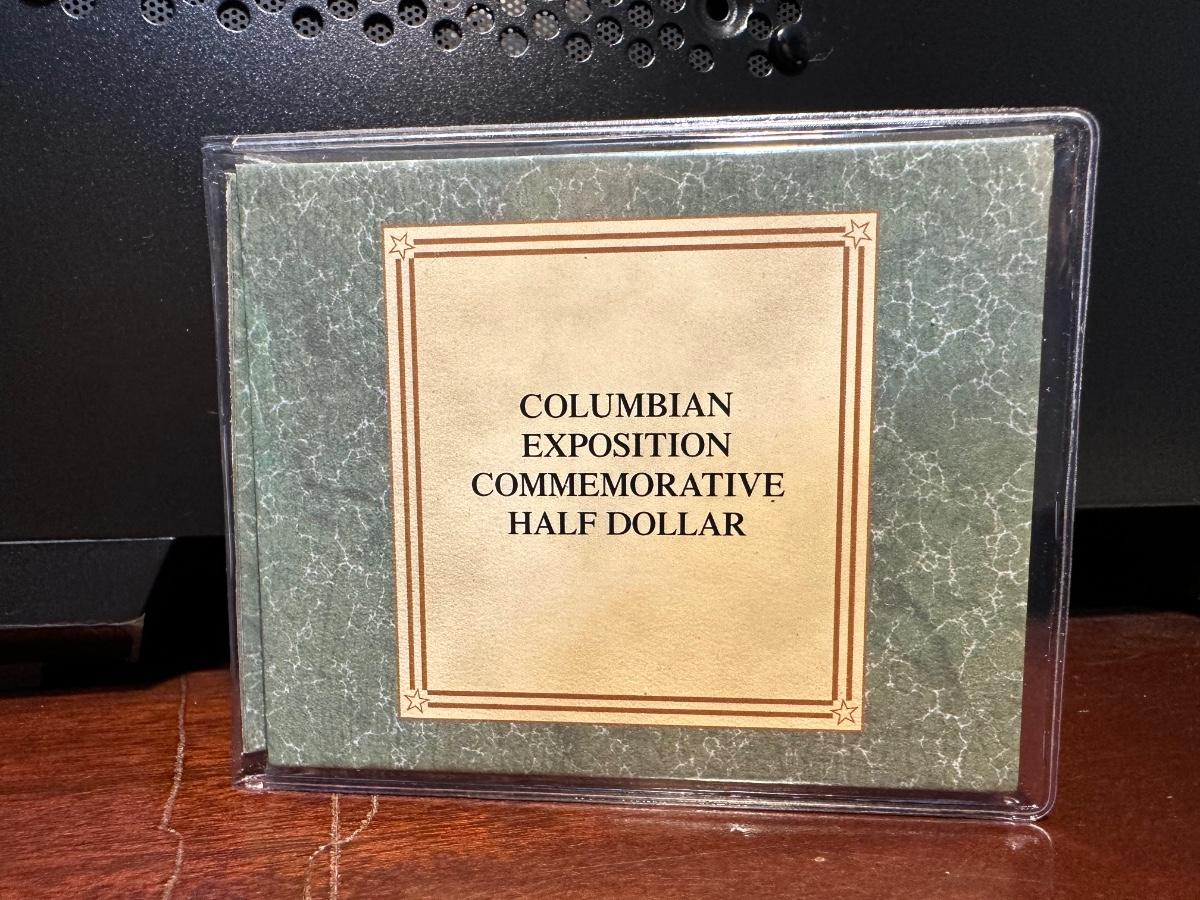 COLUMBIAN
EXPOSITION
COMMEMORATIVE
HALF DOLLAR